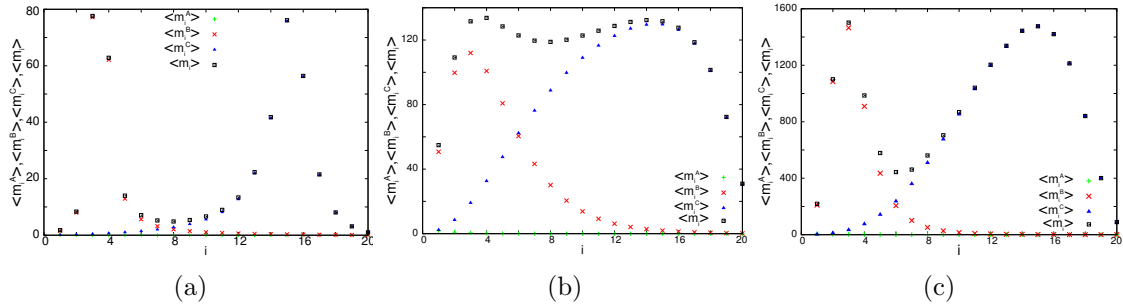 <m_i^A>,<m_i^B>,<m_i^C>,<m_i>
80
60
40
20
0
0 4 8 12 16 20
i
<m_i^A>
<m_i^B>
<m_i^C>
<m_i>
(a)
<m_i^A>,<m_i^B>,<m_i^C>,<m_i>
120
80
40
0
0 4 8 12 16 20
i
<m_i^A>
<m_i^B>
<m_i^C>
<m_i>
(b)
<m_i^A>,<m_i^B>,<m_i^C>,<m_i>
1600
1200
800
400
0
0 4 8 12 16 20
i
<m_i^A>
<m_i^B>
<m_i^C>
<m_i>
(c)